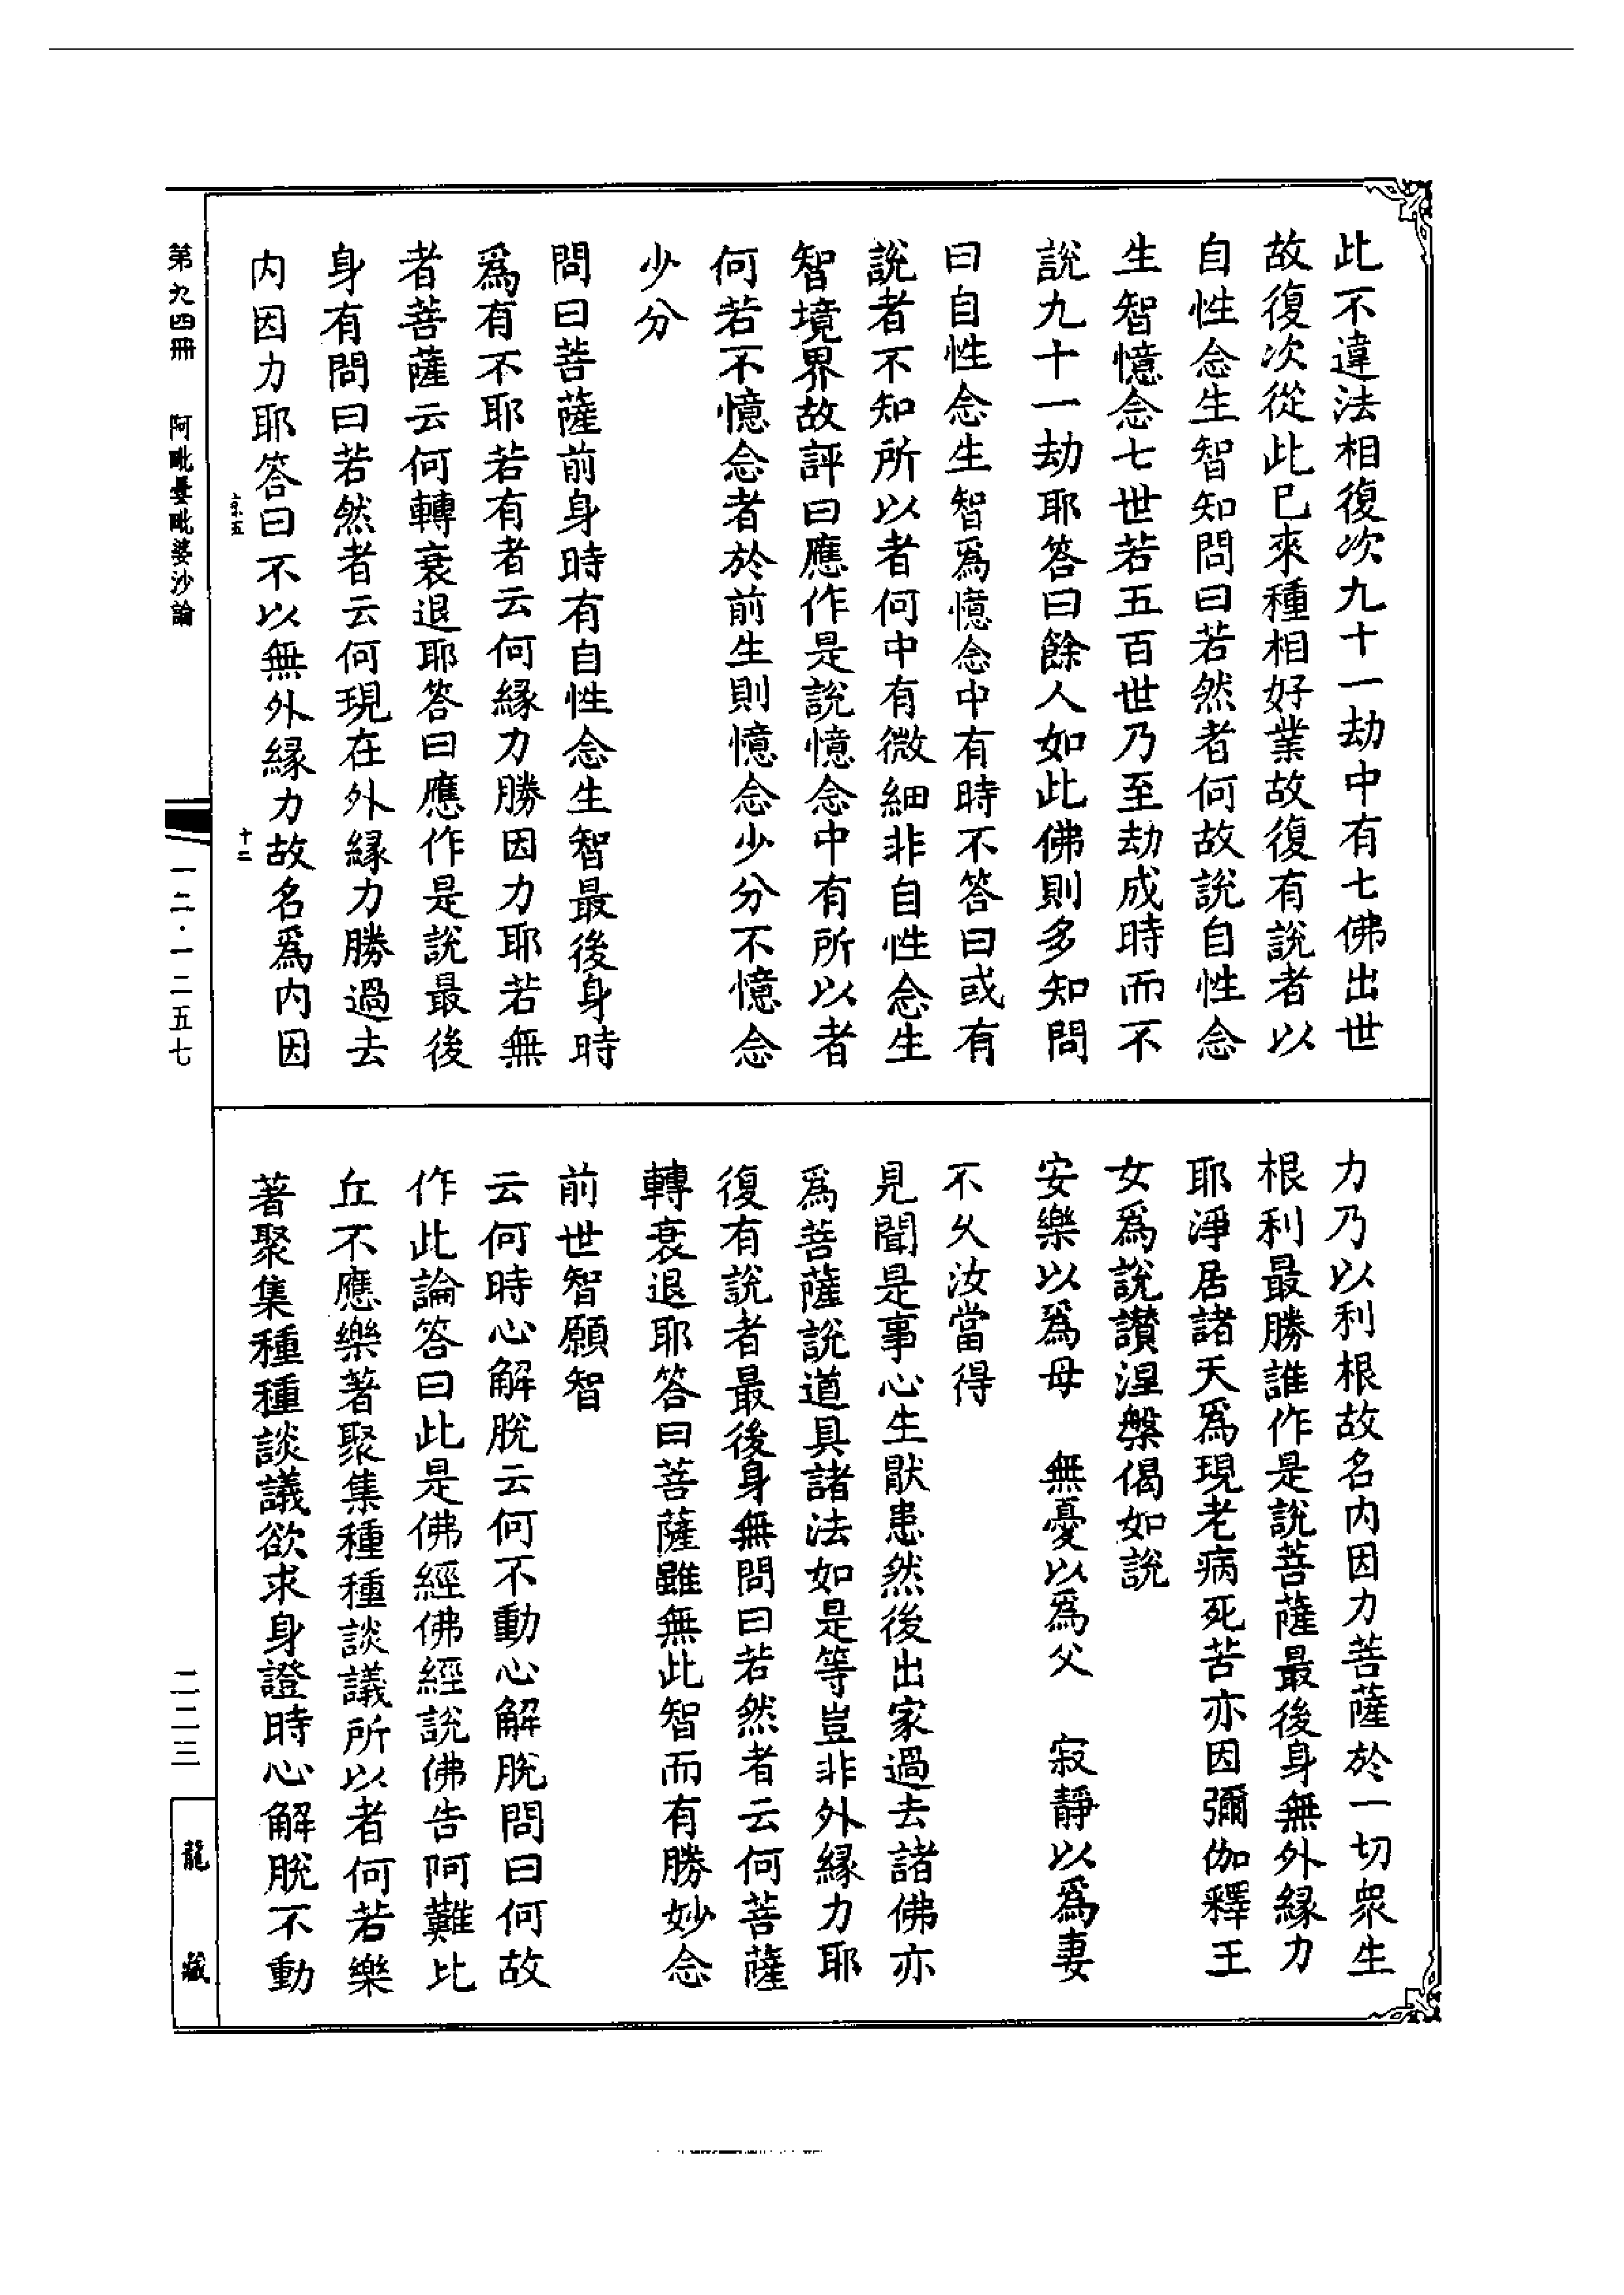 此不違法相復次九十一劫中有七佛出世
故復次從此已來種相好業故復有說者以
自性念生智知問曰若然者何故說自性念
生智憶念七世若五百世乃至劫成時而不
說九十一劫耶答曰餘人如此佛則多知問
曰自性念生智爲憶念中有時不答曰或有
說者不知所以者何中有微細非自性念生
智境界故評曰應作是說憶念中有所以者
何若不憶念者於前生則憶念少分不憶念
少分
問曰菩薩前身時有自性念生智最後身時
爲有不耶若有者云何緣力勝因力耶若無
者菩薩云何轉衰退耶答曰應作是說最後
身有問曰若然者云何現在外緣力勝過去
内因力耶答曰不以無外緣力故名爲内因
京五
十二
力乃以利根故名内因力菩薩於一切衆生
根利最勝誰作是說菩薩最後身無外緣力
耶淨居諸天爲現老病死苦亦因彌伽釋王
女爲說讃涅槃偈如說
安樂以爲母　無憂以爲父　寂靜以爲妻
不久汝當得
見聞是事心生厭患然後出家過去諸佛亦
爲菩薩說道具諸法如是等豈非外緣力耶
復有說者最後身無問曰若然者云何菩薩
轉衰退耶答曰菩薩雖無此智而有勝妙念
前世智願智
云何時心解脫云何不動心解脫問曰何故
作此論答曰此是佛經佛經說佛告阿難比
丘不應樂著聚集種種談議所以者何若樂
著聚集種種談議欲求身證時心解脫不動
第九四冊　阿毗曇毗婆沙論
一二·一二五七
二二三
龍藏